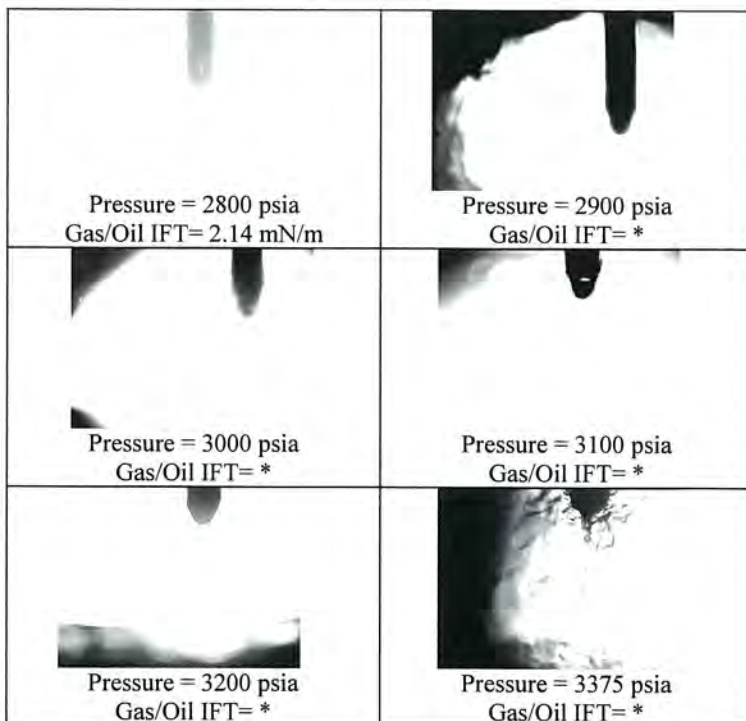 Pressure = 2800 psia
Gas/Oil IFT= 2.14 mN/m
Pressure = 2900 psia
Gas/Oil IFT= *
Pressure = 3000 psia
Gas/Oil IFT= *
Pressure = 3100 psia
Gas/Oil IFT= *
Pressure = 3200 psia
Gas/Oil IFT= *
Pressure = 3375 psia
Gas/Oil IFT= *